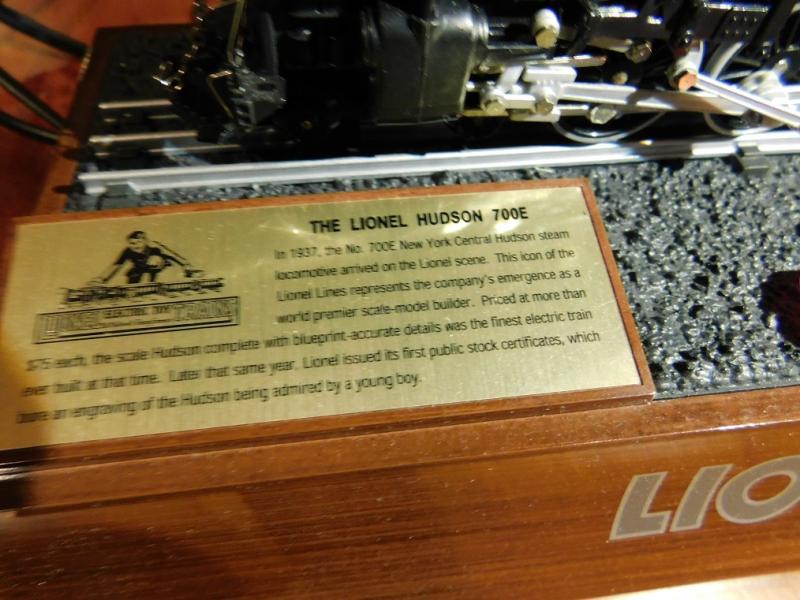 THE LIONEL HUDSON 700E
In 1937, the No. 700E New York Central Hudson steam
locomotive arrived on the Lionel scene. This icon of the
Lionel Lines represents the company's emergence as a
world premier scale-model builder. Priced at more than
LIONEL ELECTRIC TOY TRAINS
$75 each, the scale Hudson complete with blueprint-accurate details was the finest electric train
ever built at that time. Later that same year, Lionel issued its first public stock certificates, which
bore an engraving of the Hudson being admired by a young boy.
LIO